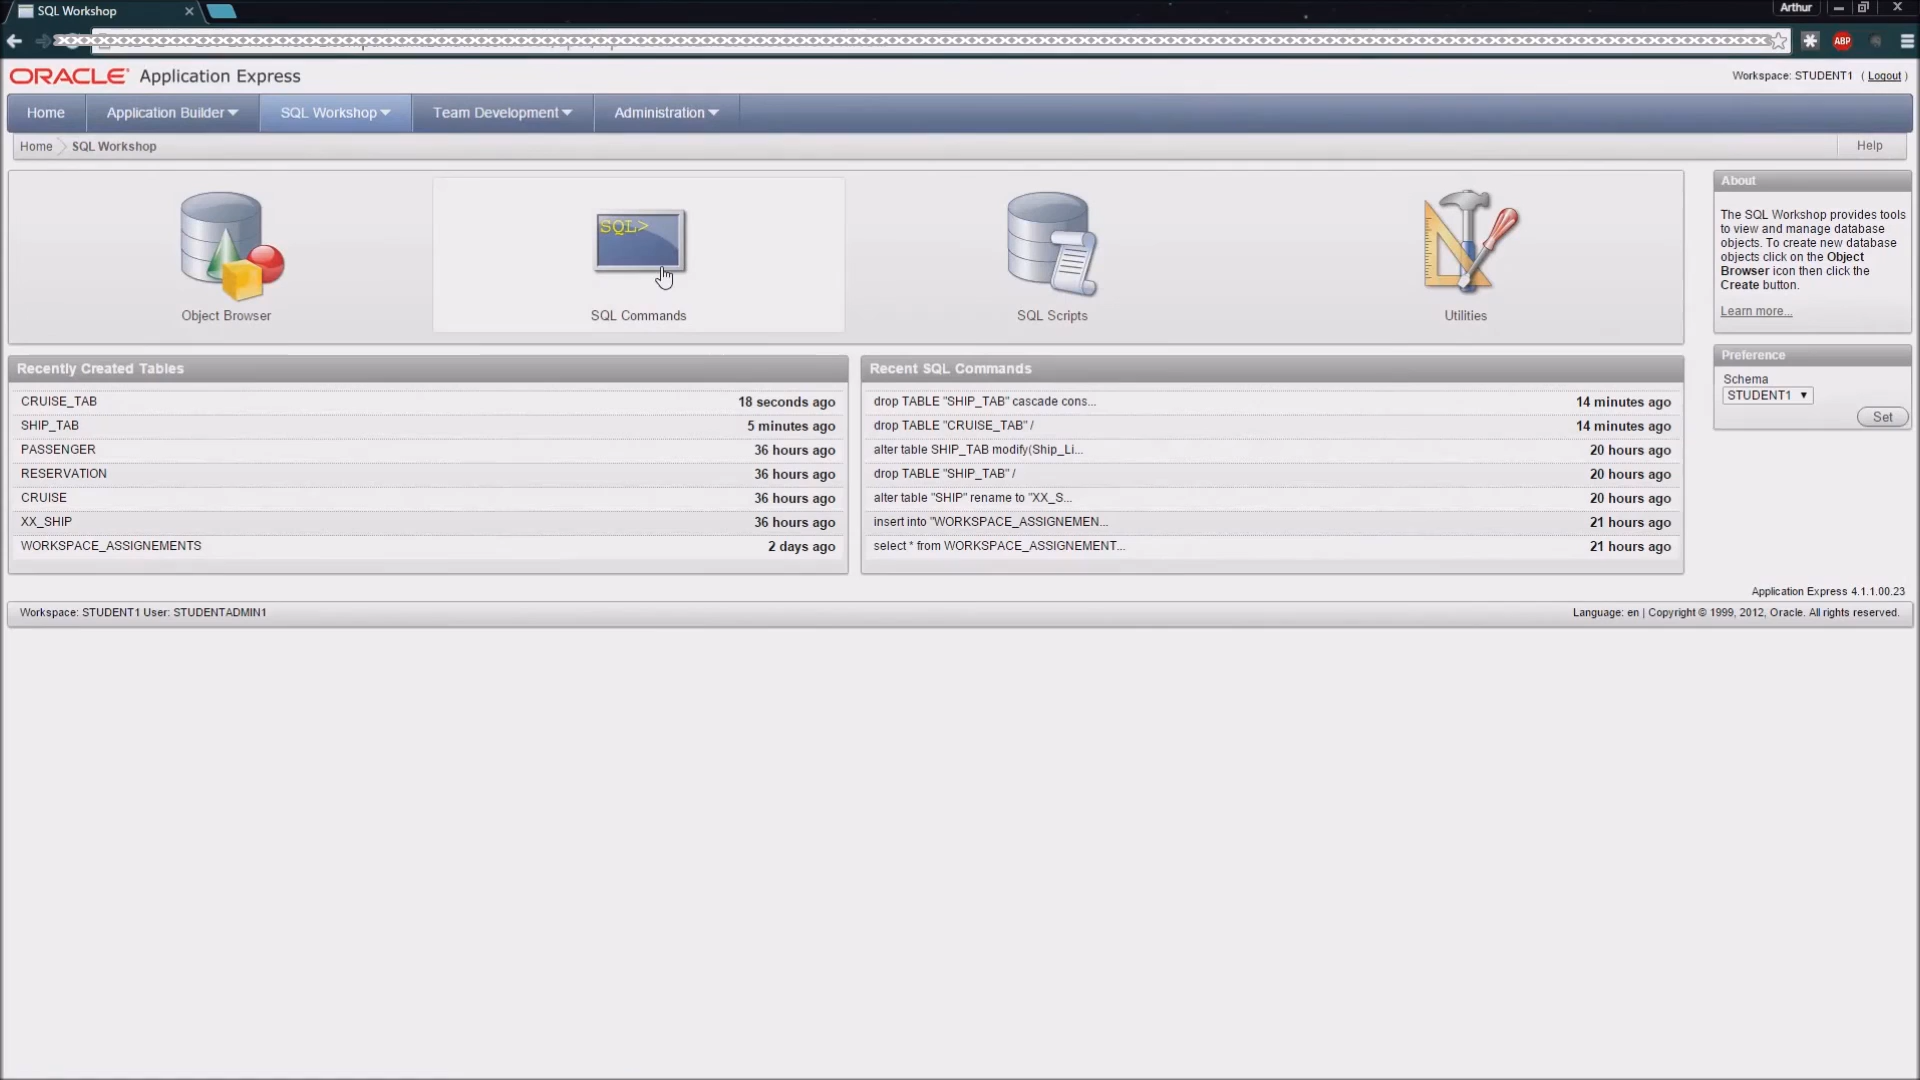 SQL Workshop
Arthur
ABP
ORACLE Application Express
Workspace: STUDENT1 ( Logout )
Home Application Builder SQL Workshop Team Development Administration
Home SQL Workshop Help
SQL>
Object Browser SQL Commands SQL Scripts Utilities
About
The SQL Workshop provides tools
to view and manage database
objects. To create new database
objects click on the Object
Browser icon then click the
Create button.
Learn more...
Preference
Schema
STUDENT1
Set
Recently Created Tables
CRUISE_TAB 18 seconds ago
SHIP_TAB 5 minutes ago
PASSENGER 36 hours ago
RESERVATION 36 hours ago
CRUISE 36 hours ago
XX_SHIP 36 hours ago
WORKSPACE_ASSIGNEMENTS 2 days ago
Recent SQL Commands
drop TABLE "SHIP_TAB" cascade cons... 14 minutes ago
drop TABLE "CRUISE_TAB" / 14 minutes ago
alter table SHIP_TAB modify(Ship_Li... 20 hours ago
drop TABLE "SHIP_TAB" / 20 hours ago
alter table "SHIP" rename to "XX_S... 20 hours ago
insert into "WORKSPACE_ASSIGNEMEN... 21 hours ago
select * from WORKSPACE_ASSIGNEMENT... 21 hours ago
Application Express 4.1.1.00.23
Workspace: STUDENT1 User: STUDENTADMIN1
Language: en | Copyright © 1999, 2012, Oracle. All rights reserved.